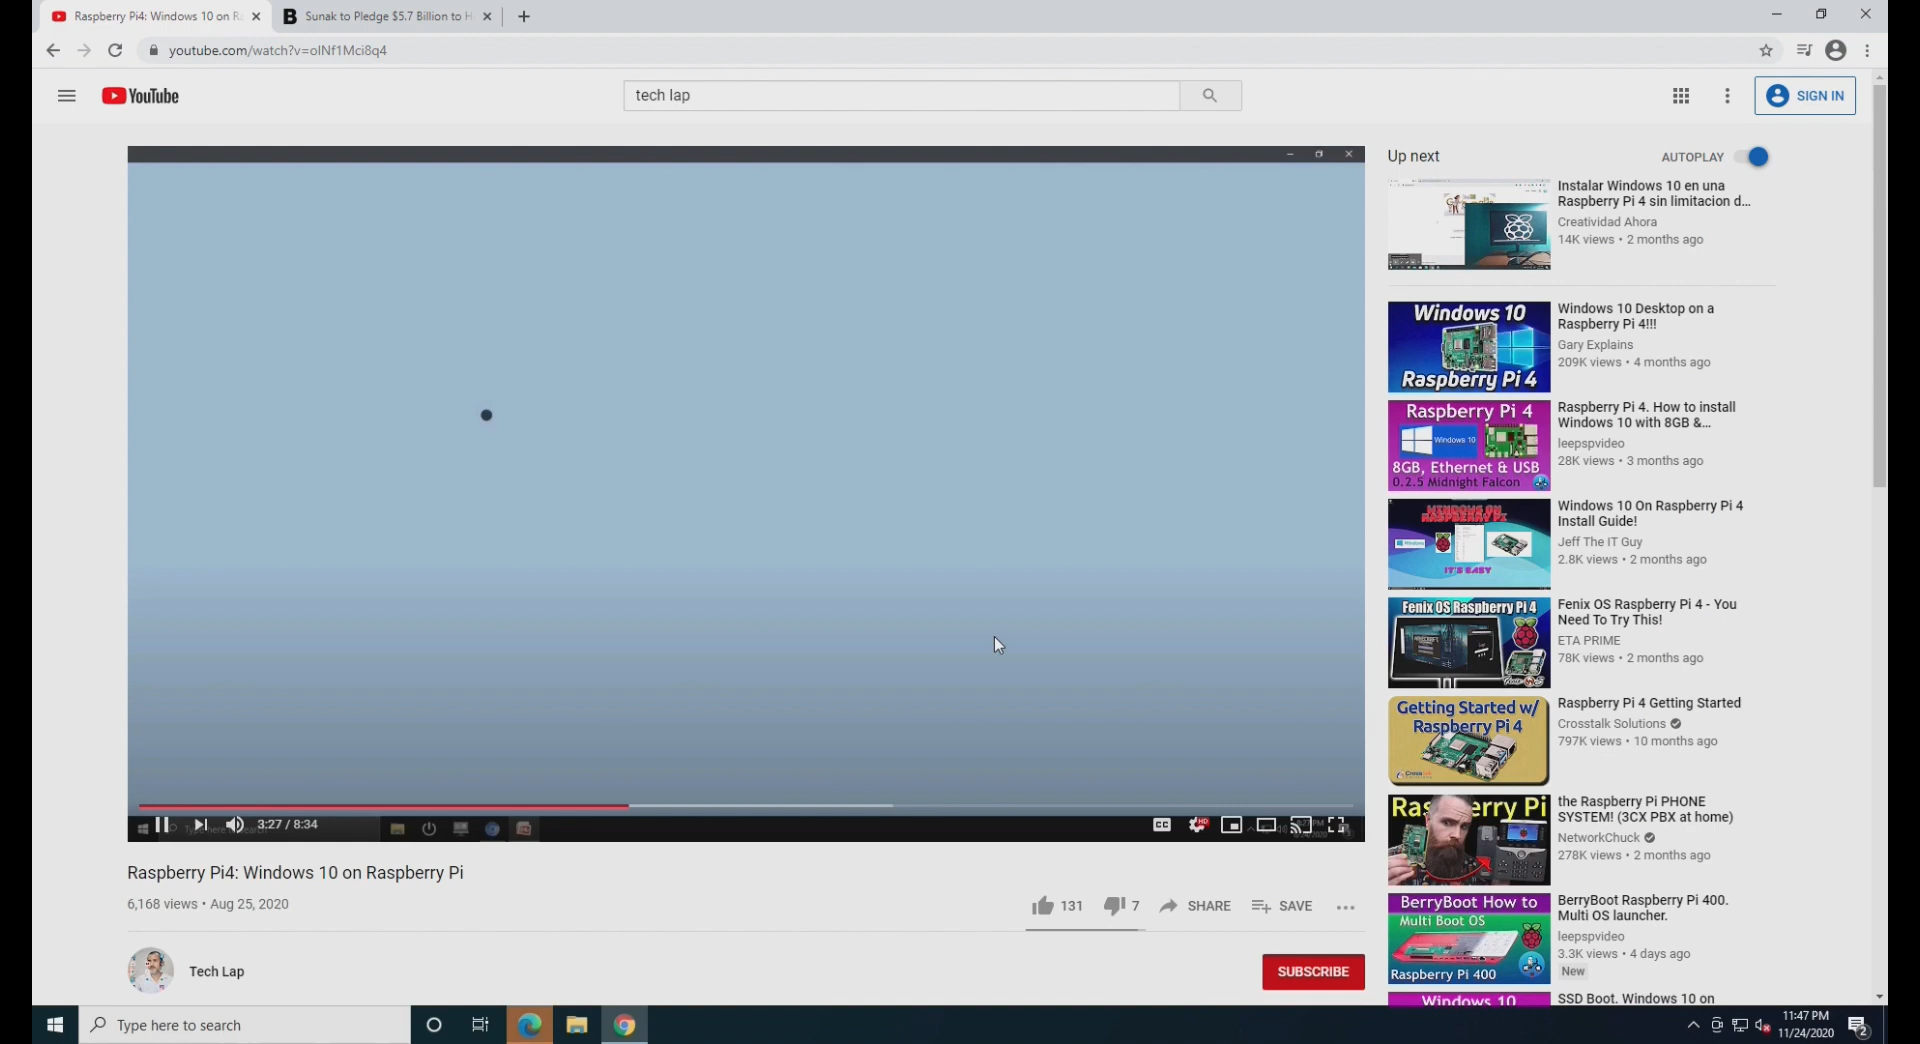 Raspberry Pi4: Windows 10 on R
Sunak to Pledge $5.7 Billion to H
youtube.com/watch?v=oINf1Mci8q4
YouTube
tech lap
SIGN IN
Up next
AUTOPLAY
Instalar Windows 10 en una
Raspberry Pi 4 sin limitacion d...
Creatividad Ahora
14K views • 2 months ago
Windows 10
Raspberry Pi 4
Windows 10 Desktop on a
Raspberry Pi 4!!!
Gary Explains
209K views • 4 months ago
Raspberry Pi 4
Windows 10
8GB, Ethernet & USB
0.2.5 Midnight Falcon
Raspberry Pi 4. How to install
Windows 10 with 8GB &...
leepspvideo
28K views • 3 months ago
WINDOWS ON
RASPBERRY PI
Windows
IT'S EASY
Windows 10 On Raspberry Pi 4
Install Guide!
Jeff The IT Guy
2.8K views • 2 months ago
Fenix OS Raspberry Pi 4
Fenix OS Raspberry Pi 4 - You
Need To Try This!
ETA PRIME
78K views • 2 months ago
Getting Started w/
Raspberry Pi 4
Raspberry Pi 4 Getting Started
Crosstalk Solutions
797K views • 10 months ago
the Raspberry Pi PHONE
SYSTEM! (3CX PBX at home)
NetworkChuck
278K views • 2 months ago
BerryBoot How to
Multi Boot OS
Raspberry Pi 400
BerryBoot Raspberry Pi 400.
Multi OS launcher.
leepspvideo
3.3K views • 4 days ago
New
Windows 10
SSD Boot. Windows 10 on
3:27 / 8:34
CC
HD
Raspberry Pi4: Windows 10 on Raspberry Pi
6,168 views • Aug 25, 2020
131
7
SHARE
SAVE
Tech Lap
SUBSCRIBE
Type here to search
11:47 PM
11/24/2020
2